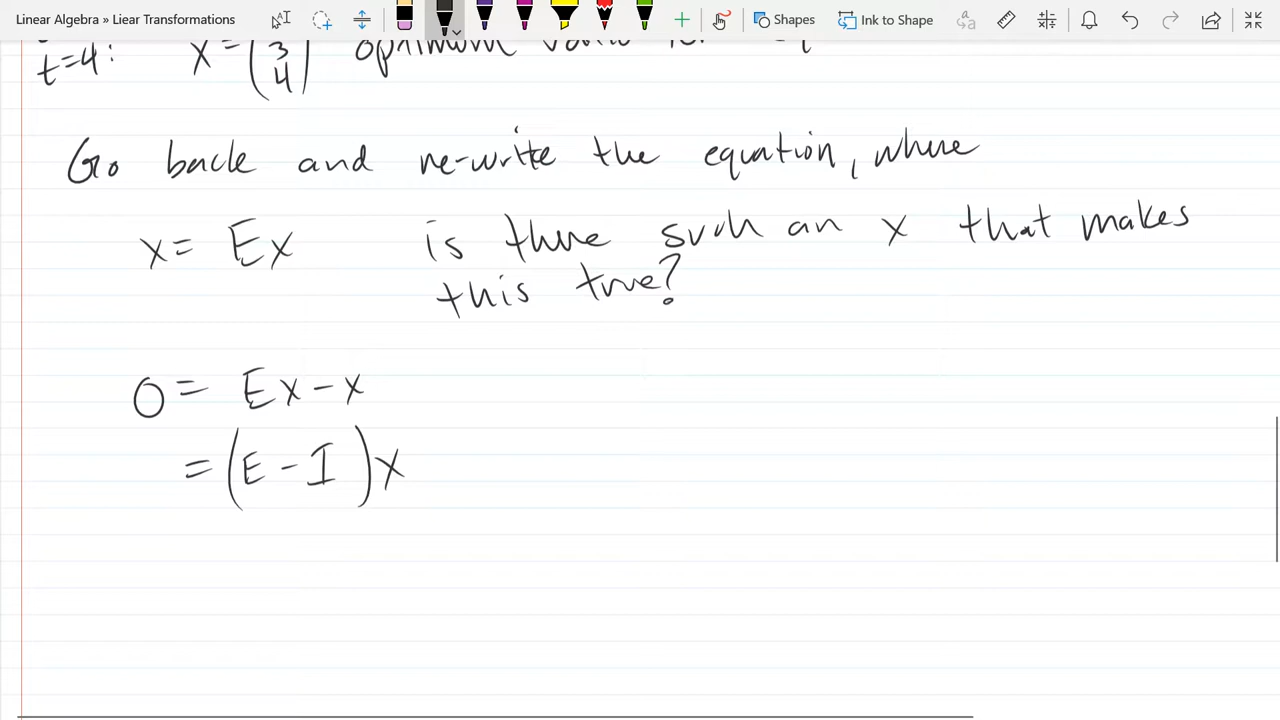 Linear Algebra » Liear Transformations
Shapes
Ink to Shape
t=4: x = (3 4) optimum
Go back and re-write the equation, where
x = Ex is there such an x that makes
this true?
0 = Ex - x
= (E - I)x